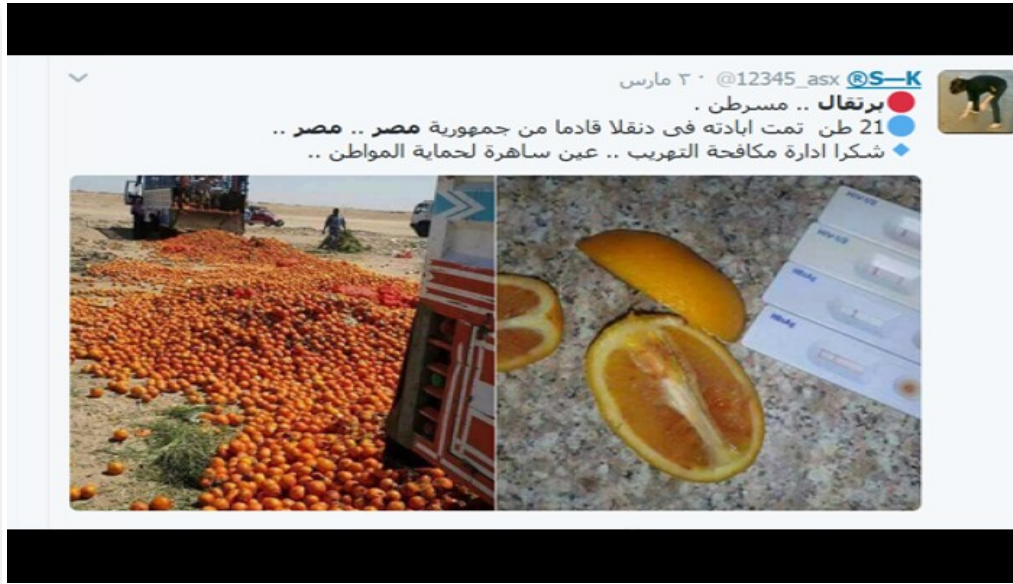 S—K® @12345_asx · ٣ مارس
برتقال .. مسرطن .
21 طن تمت ابادته فى دنقلا قادما من جمهورية مصر .. مصر ..
شكرا ادارة مكافحة التهريب .. عين ساهرة لحماية المواطن ..